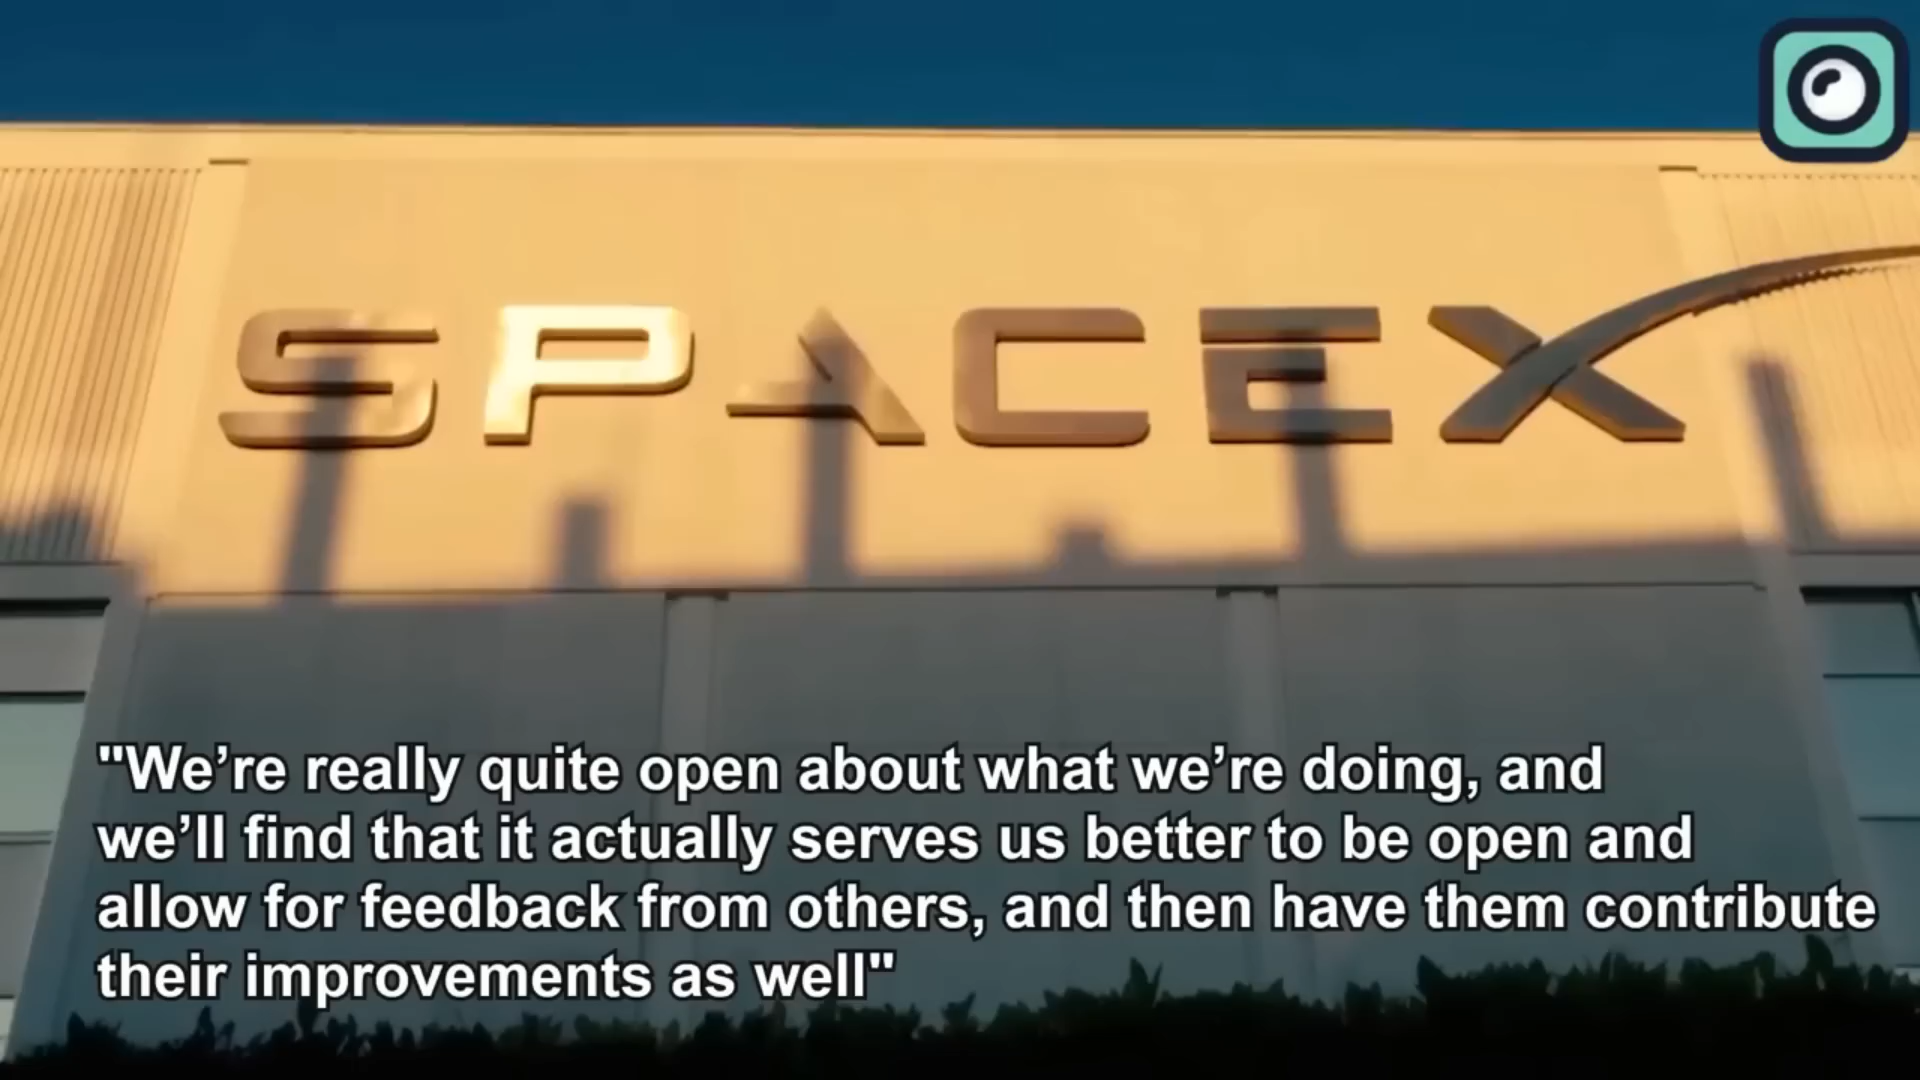 SPACEX
"We’re really quite open about what we’re doing, and
we’ll find that it actually serves us better to be open and
allow for feedback from others, and then have them contribute
their improvements as well"